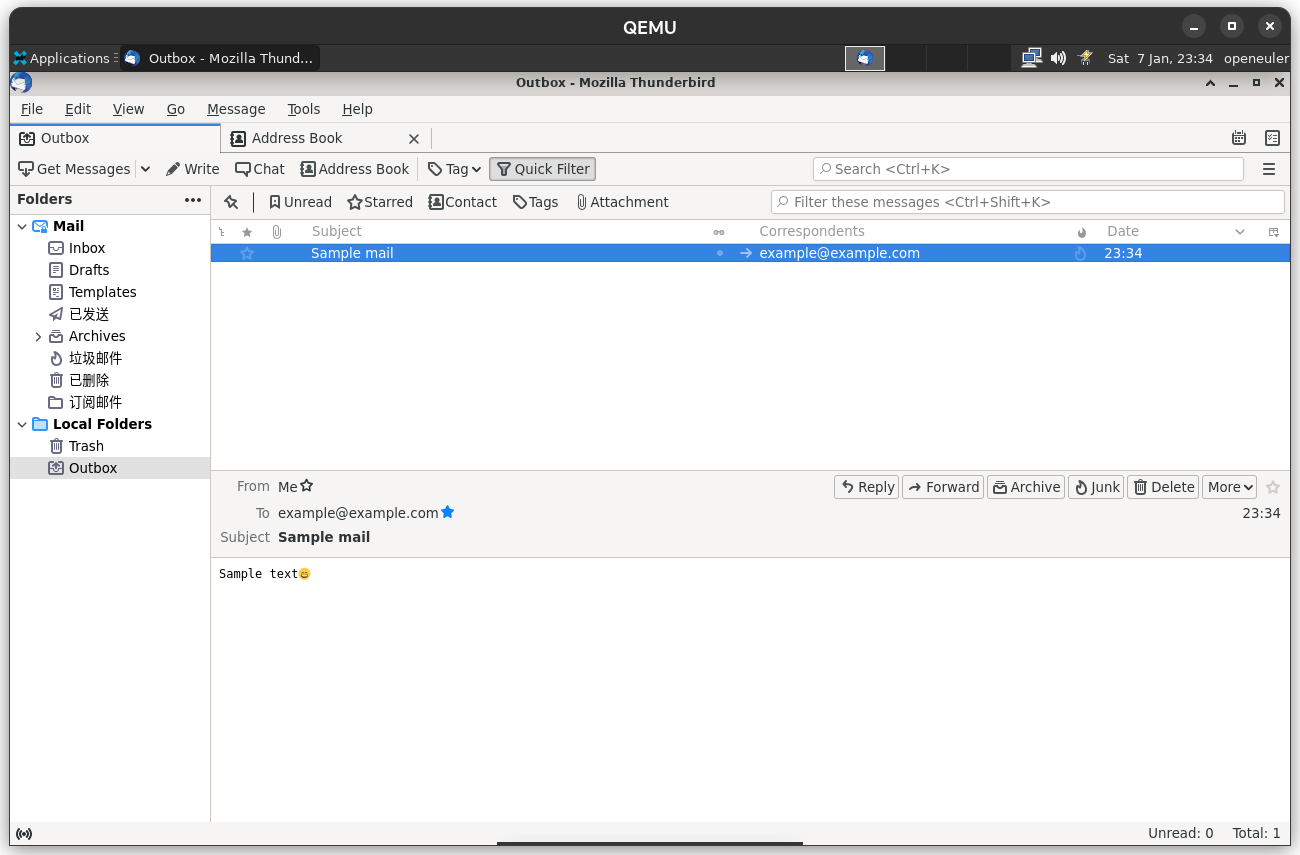 QEMU
Applications Outbox - Mozilla Thund... Sat 7 Jan, 23:34 openeuler
Outbox - Mozilla Thunderbird
File Edit View Go Message Tools Help
Outbox Address Book
Get Messages Write Chat Address Book Tag Quick Filter Search <Ctrl+K>
Folders
Unread Starred Contact Tags Attachment Filter these messages <Ctrl+Shift+K>
Subject Correspondents Date
Sample mail example@example.com 23:34
Mail
Inbox
Drafts
Templates
已发送
Archives
垃圾邮件
已删除
订阅邮件
Local Folders
Trash
Outbox
From Me Reply Forward Archive Junk Delete More
To example@example.com 23:34
Subject Sample mail
Sample text😄
Unread: 0 Total: 1